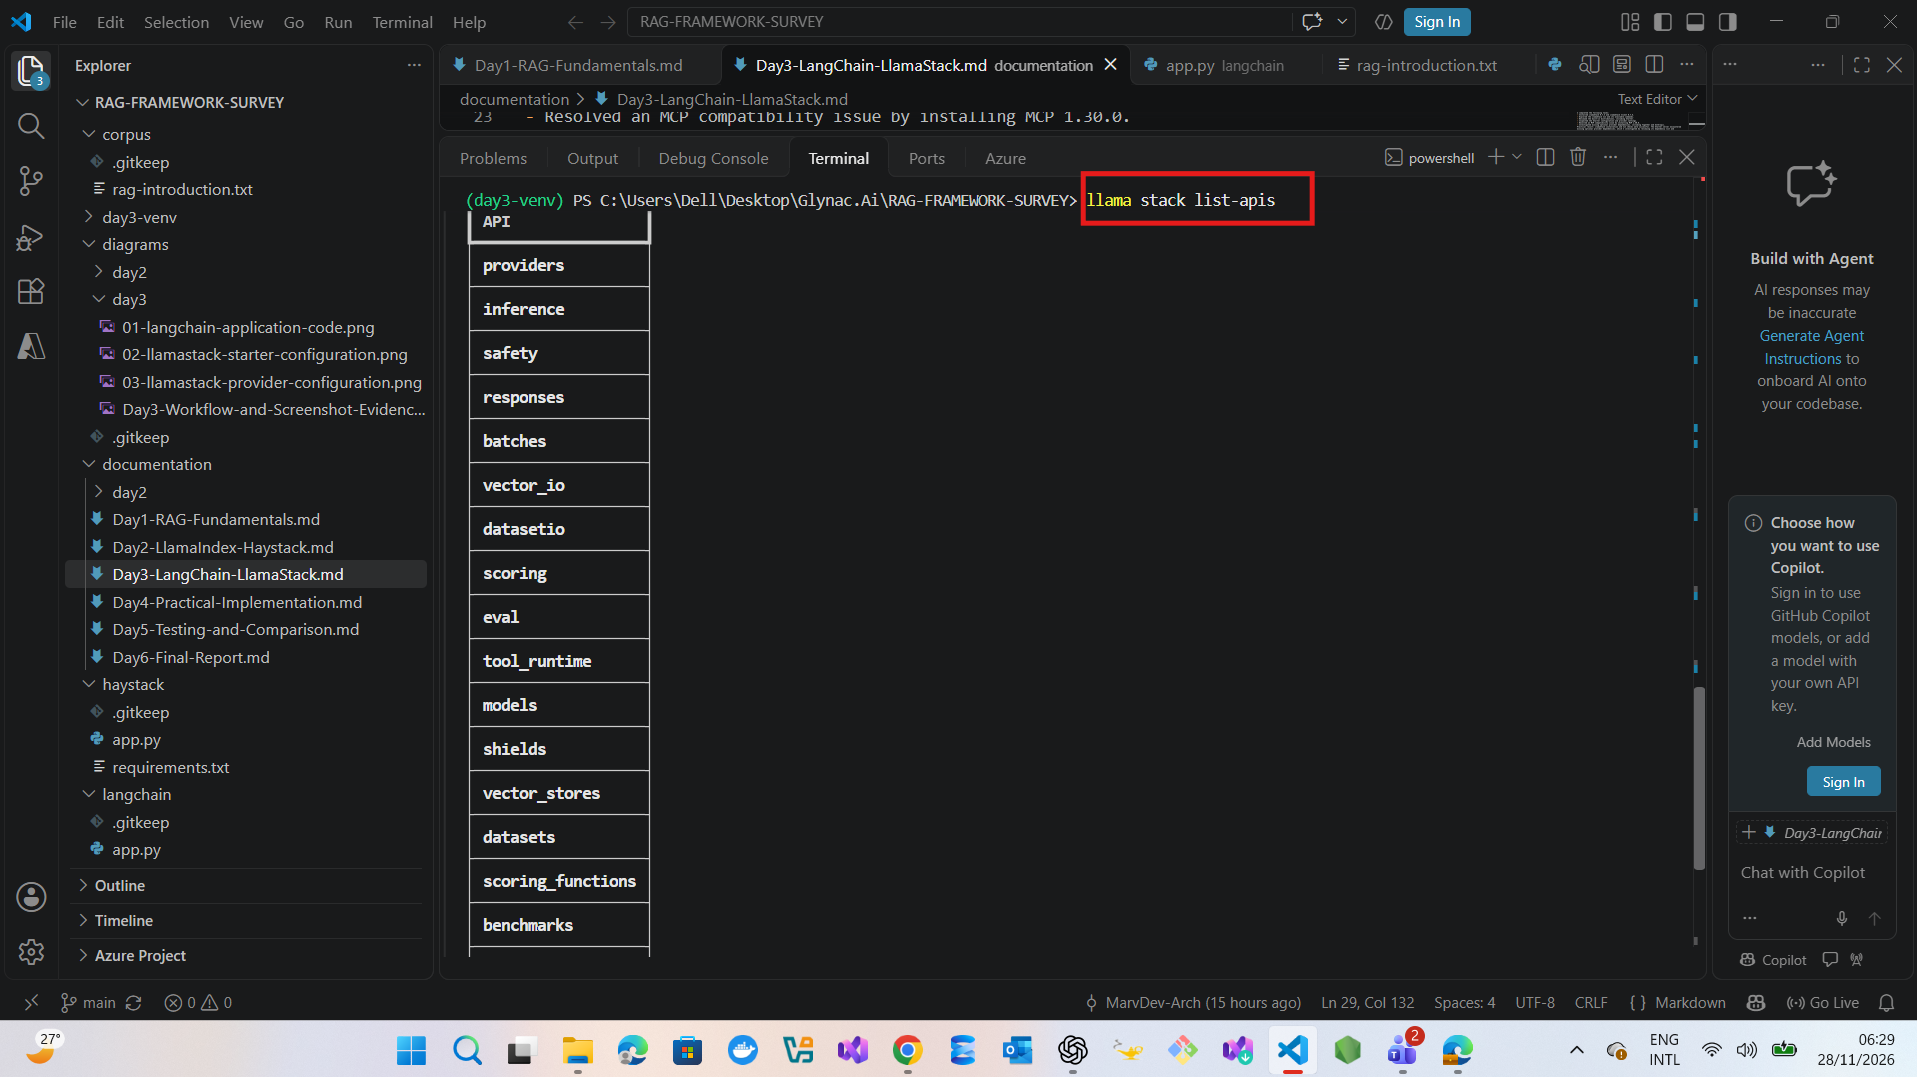 File Edit Selection View Go Run Terminal Help
RAG-FRAMEWORK-SURVEY
Sign In
Explorer
RAG-FRAMEWORK-SURVEY
corpus
.gitkeep
rag-introduction.txt
day3-venv
diagrams
day2
day3
01-langchain-application-code.png
02-llamastack-starter-configuration.png
03-llamastack-provider-configuration.png
Day3-Workflow-and-Screenshot-Evidenc...
.gitkeep
documentation
day2
Day1-RAG-Fundamentals.md
Day2-LlamaIndex-Haystack.md
Day3-LangChain-LlamaStack.md
Day4-Practical-Implementation.md
Day5-Testing-and-Comparison.md
Day6-Final-Report.md
haystack
.gitkeep
app.py
requirements.txt
langchain
.gitkeep
app.py
Outline
Timeline
Azure Project
3
Day1-RAG-Fundamentals.md
Day3-LangChain-LlamaStack.md documentation
app.py langchain
rag-introduction.txt
documentation > Day3-LangChain-LlamaStack.md
Text Editor
23 - Resolved an MCP compatibility issue by installing MCP 1.30.0.
Problems Output Debug Console Terminal Ports Azure
powershell
(day3-venv) PS C:\Users\Dell\Desktop\Glynac.Ai\RAG-FRAMEWORK-SURVEY> llama stack list-apis
API
providers
inference
safety
responses
batches
vector_io
datasetio
scoring
eval
tool_runtime
models
shields
vector_stores
datasets
scoring_functions
benchmarks
Build with Agent
AI responses may
be inaccurate
Generate Agent
Instructions to
onboard AI onto
your codebase.
Choose how
you want to use
Copilot.
Sign in to use
GitHub Copilot
models, or add
a model with
your own API
key.
Add Models
Sign In
Day3-LangChain
Chat with Copilot
Copilot
main
0 0
MarvDev-Arch (15 hours ago)
Ln 29, Col 132
Spaces: 4
UTF-8
CRLF
{ } Markdown
Go Live
27°
2
ENG
INTL
06:29
28/11/2026